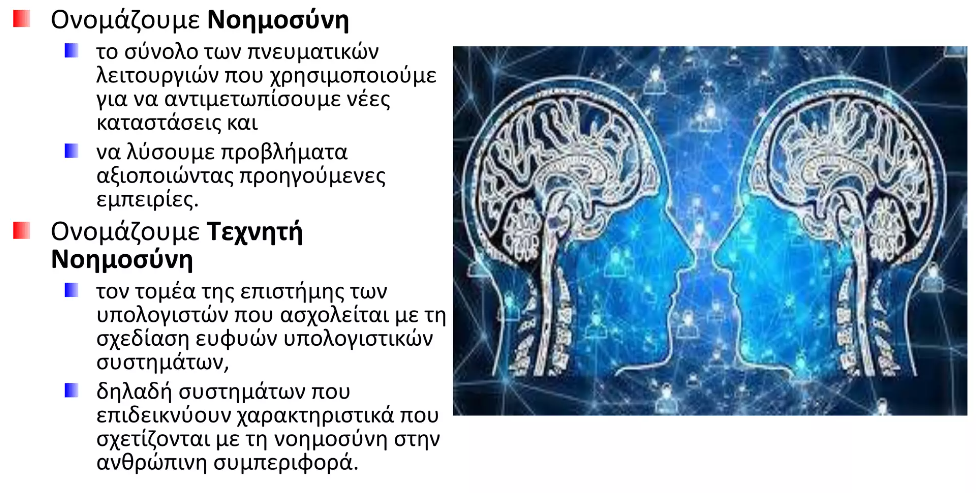 Ονομάζουμε Νοημοσύνη
το σύνολο των πνευματικών
λειτουργιών που χρησιμοποιούμε
για να αντιμετωπίσουμε νέες
καταστάσεις και
να λύσουμε προβλήματα
αξιοποιώντας προηγούμενες
εμπειρίες.
Ονομάζουμε Τεχνητή
Νοημοσύνη
τον τομέα της επιστήμης των
υπολογιστών που ασχολείται με τη
σχεδίαση ευφυών υπολογιστικών
συστημάτων,
δηλαδή συστημάτων που
επιδεικνύουν χαρακτηριστικά που
σχετίζονται με τη νοημοσύνη στην
ανθρώπινη συμπεριφορά.